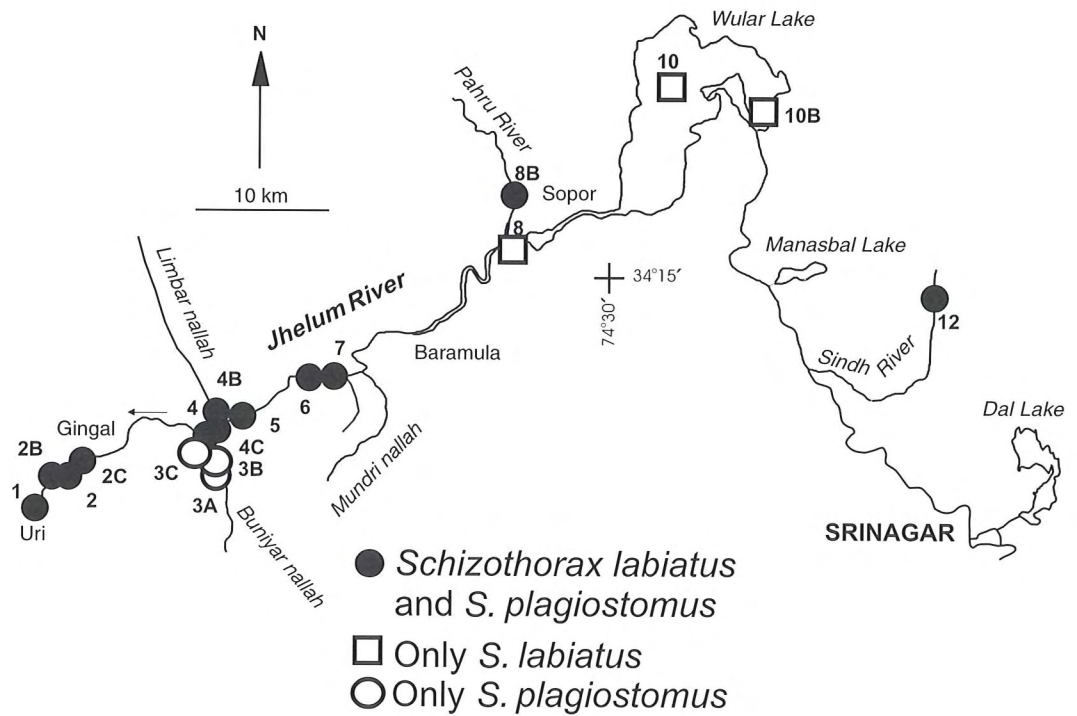 Wular Lake
N
10
Pahru River
10B
8B
10 km
Sopor
8
Manasbal Lake
Limbar nallah
34°15′
74°30′
Jhelum River
12
7
Baramula
Sindh River
4B
6
4
5
Dal Lake
Gingal
2B
4C
3C
2C
3B
Mundri nallah
1
2
3A
Uri
Buniyar nallah
SRINAGAR
Schizothorax labiatus
and S. plagiostomus
Only S. labiatus
Only S. plagiostomus